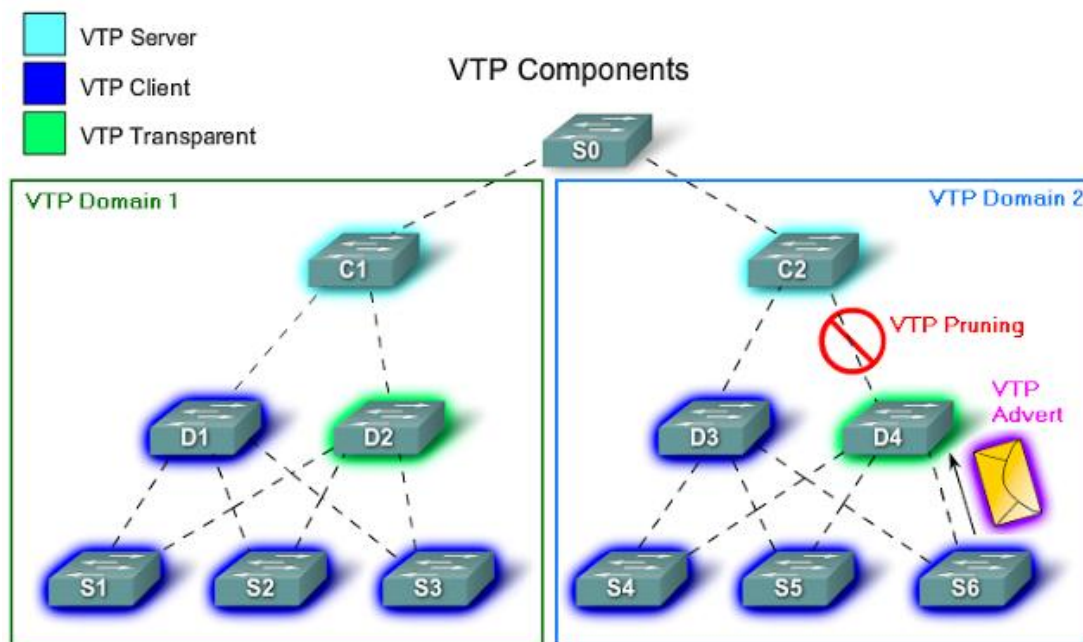 VTP Server
VTP Client
VTP Transparent
VTP Components
S0
VTP Domain 1
VTP Domain 2
C1
C2
VTP Pruning
VTP
Advert
D1
D2
D3
D4
S1
S2
S3
S4
S5
S6